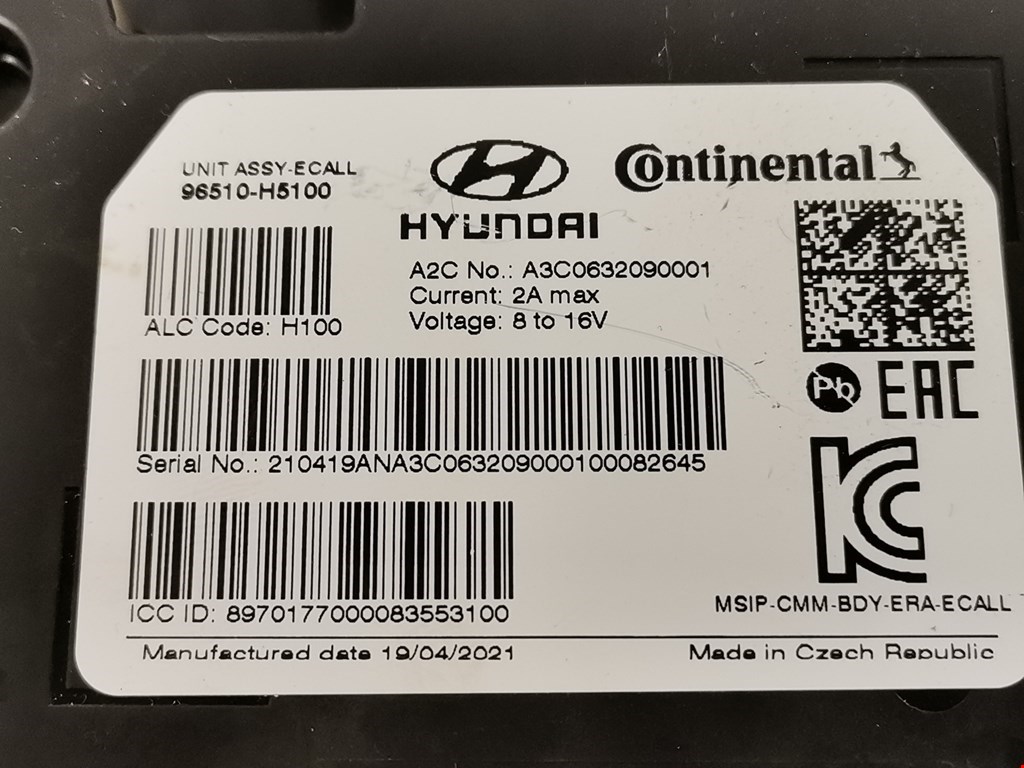 UNIT ASSY-ECALL
96510-H5100
HYUNDAI
Continental
ALC Code: H100
A2C No.: A3C0632090001
Current: 2A max
Voltage: 8 to 16V
Pb
EAC
Serial No.: 210419ANA3C063209000100082645
KC
ICC ID: 8970177000083553100
MSIP-CMM-BDY-ERA-ECALL
Manufactured date 19/04/2021
Made in Czech Republic